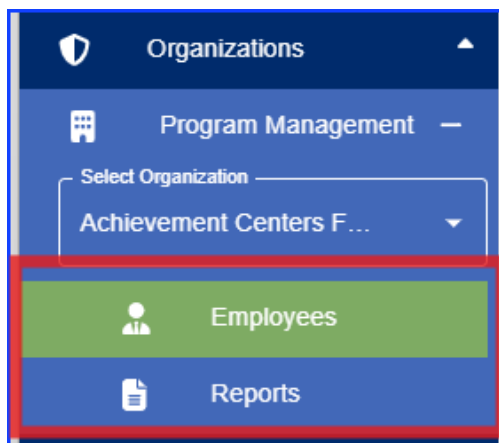 Organizations
Program Management
Select Organization
Achievement Centers F...
Employees
Reports